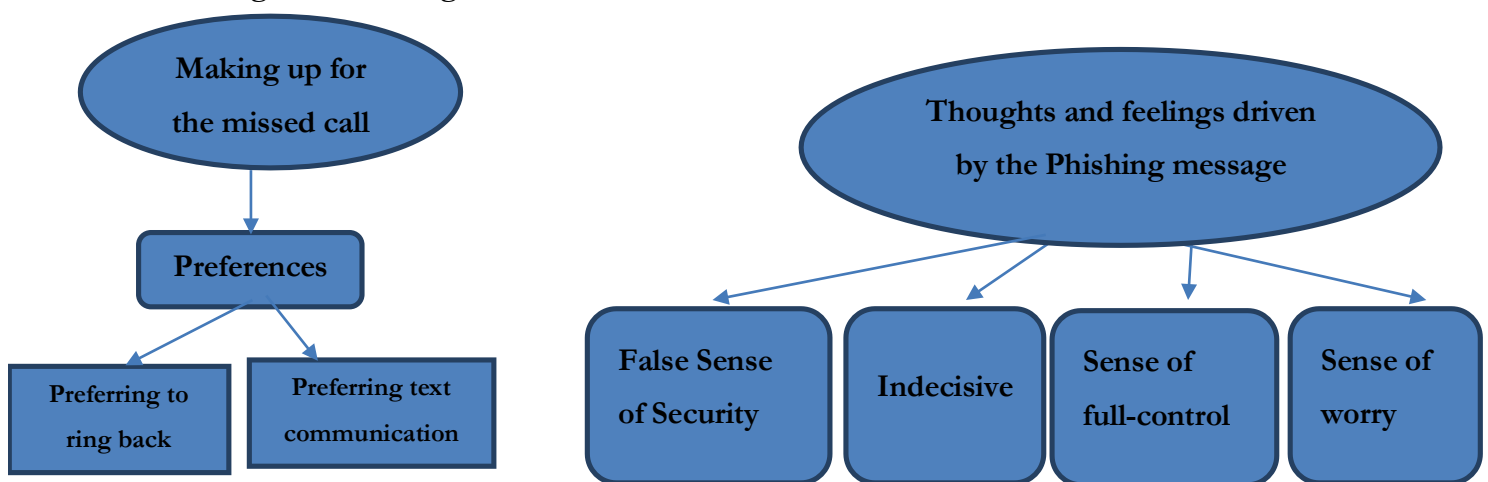 Making up for
the missed call
Preferences
Preferring to
ring back
Preferring text
communication
Thoughts and feelings driven
by the Phishing message
False Sense
of Security
Indecisive
Sense of
full-control
Sense of
worry